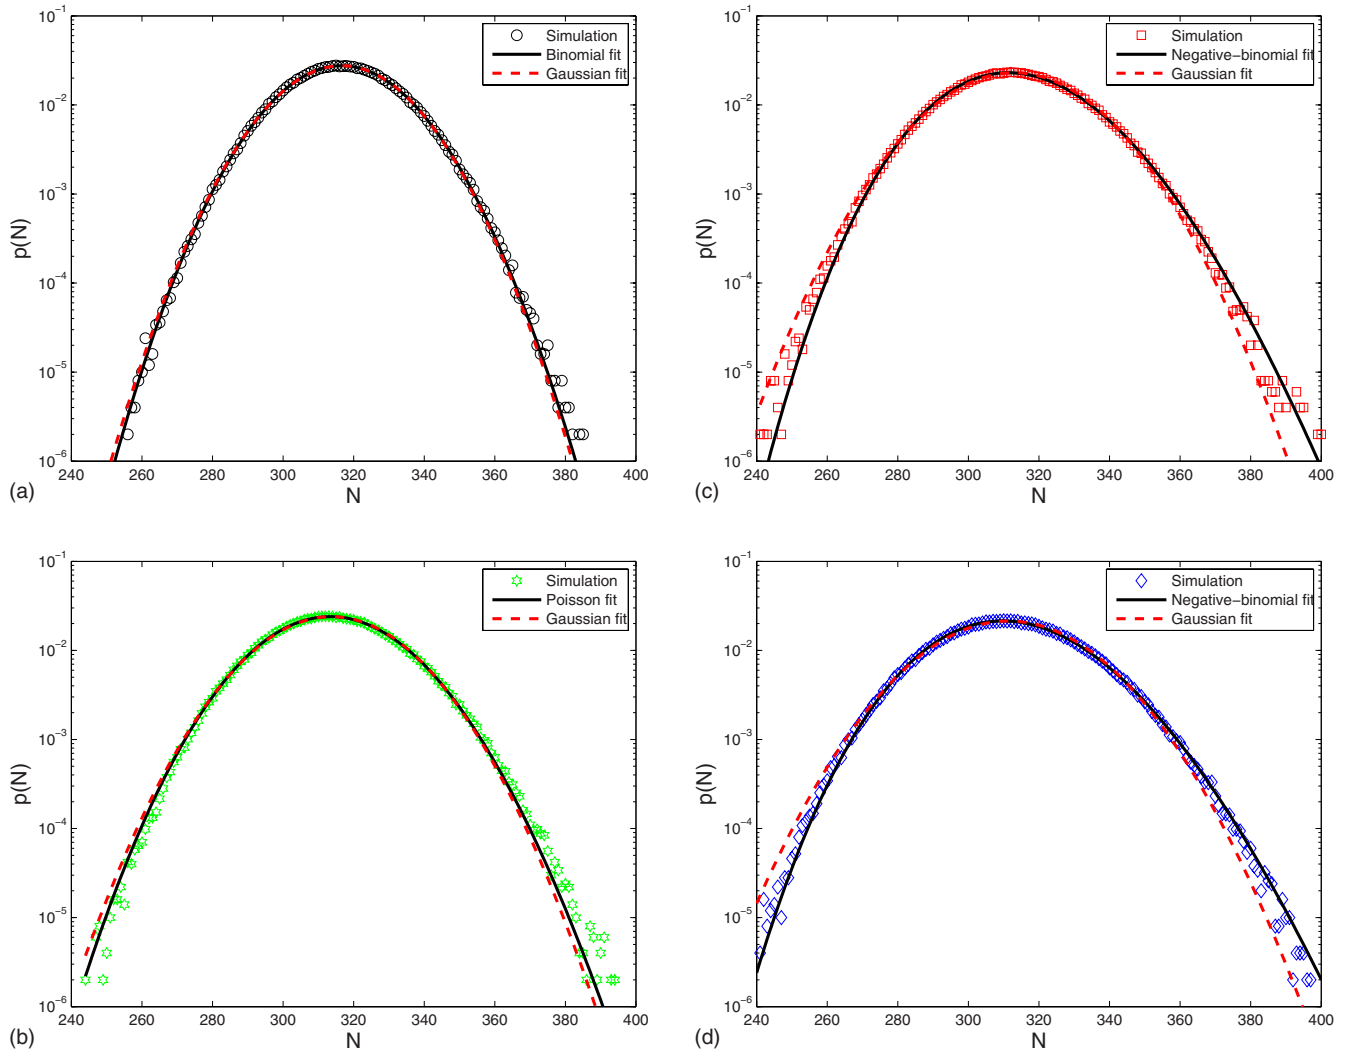 10^-1
10^-2
10^-3
10^-4
10^-5
10^-6
p(N)
Simulation
Binomial fit
Gaussian fit
240 260 280 300 320 340 360 380 400
N
(a)
10^-1
10^-2
10^-3
10^-4
10^-5
10^-6
p(N)
Simulation
Negative-binomial fit
Gaussian fit
240 260 280 300 320 340 360 380 400
N
(c)
10^-1
10^-2
10^-3
10^-4
10^-5
10^-6
p(N)
Simulation
Poisson fit
Gaussian fit
240 260 280 300 320 340 360 380 400
N
(b)
10^-1
10^-2
10^-3
10^-4
10^-5
10^-6
p(N)
Simulation
Negative-binomial fit
Gaussian fit
240 260 280 300 320 340 360 380 400
N
(d)